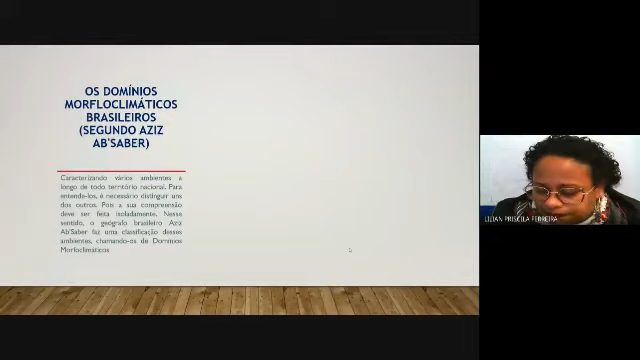 OS DOMÍNIOS
MORFLOCLIMÁTICOS
BRASILEIROS
(SEGUNDO AZIZ
AB'SABER)
Caracterizando vários ambientes a
longo de todo território nacional. Para
entende-los, é necessário distinguir uns
dos outros. Pois a sua compreensão
deve ser feita isoladamente. Nesse
sentido, o geógrafo brasileiro Aziz
Ab'Saber faz uma classificação desses
ambientes, chamando-os de Domínios
Morfoclimáticos
LILIAN PRISCILA FERREIRA